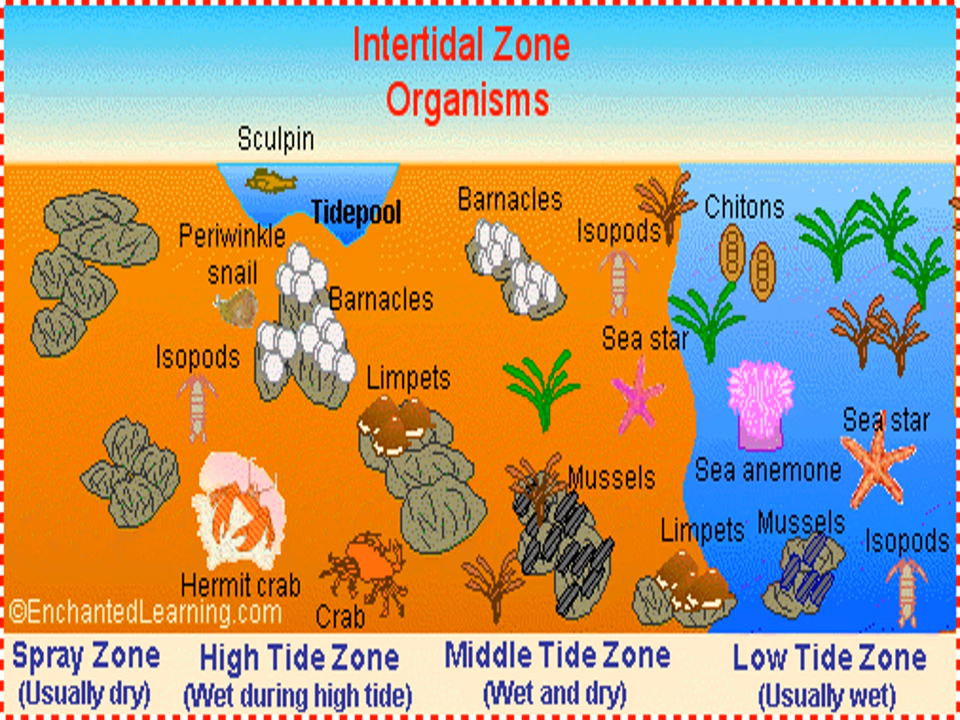 Intertidal Zone
Organisms
Sculpin
Tidepool
Periwinkle
snail
Barnacles
Isopods
Limpets
Hermit crab
Crab
Barnacles
Isopods
Sea star
Mussels
Limpets
Chitons
Sea anemone
Sea star
Mussels
Isopods
©EnchantedLearning.com
Spray Zone
(Usually dry)
High Tide Zone
(Wet during high tide)
Middle Tide Zone
(Wet and dry)
Low Tide Zone
(Usually wet)